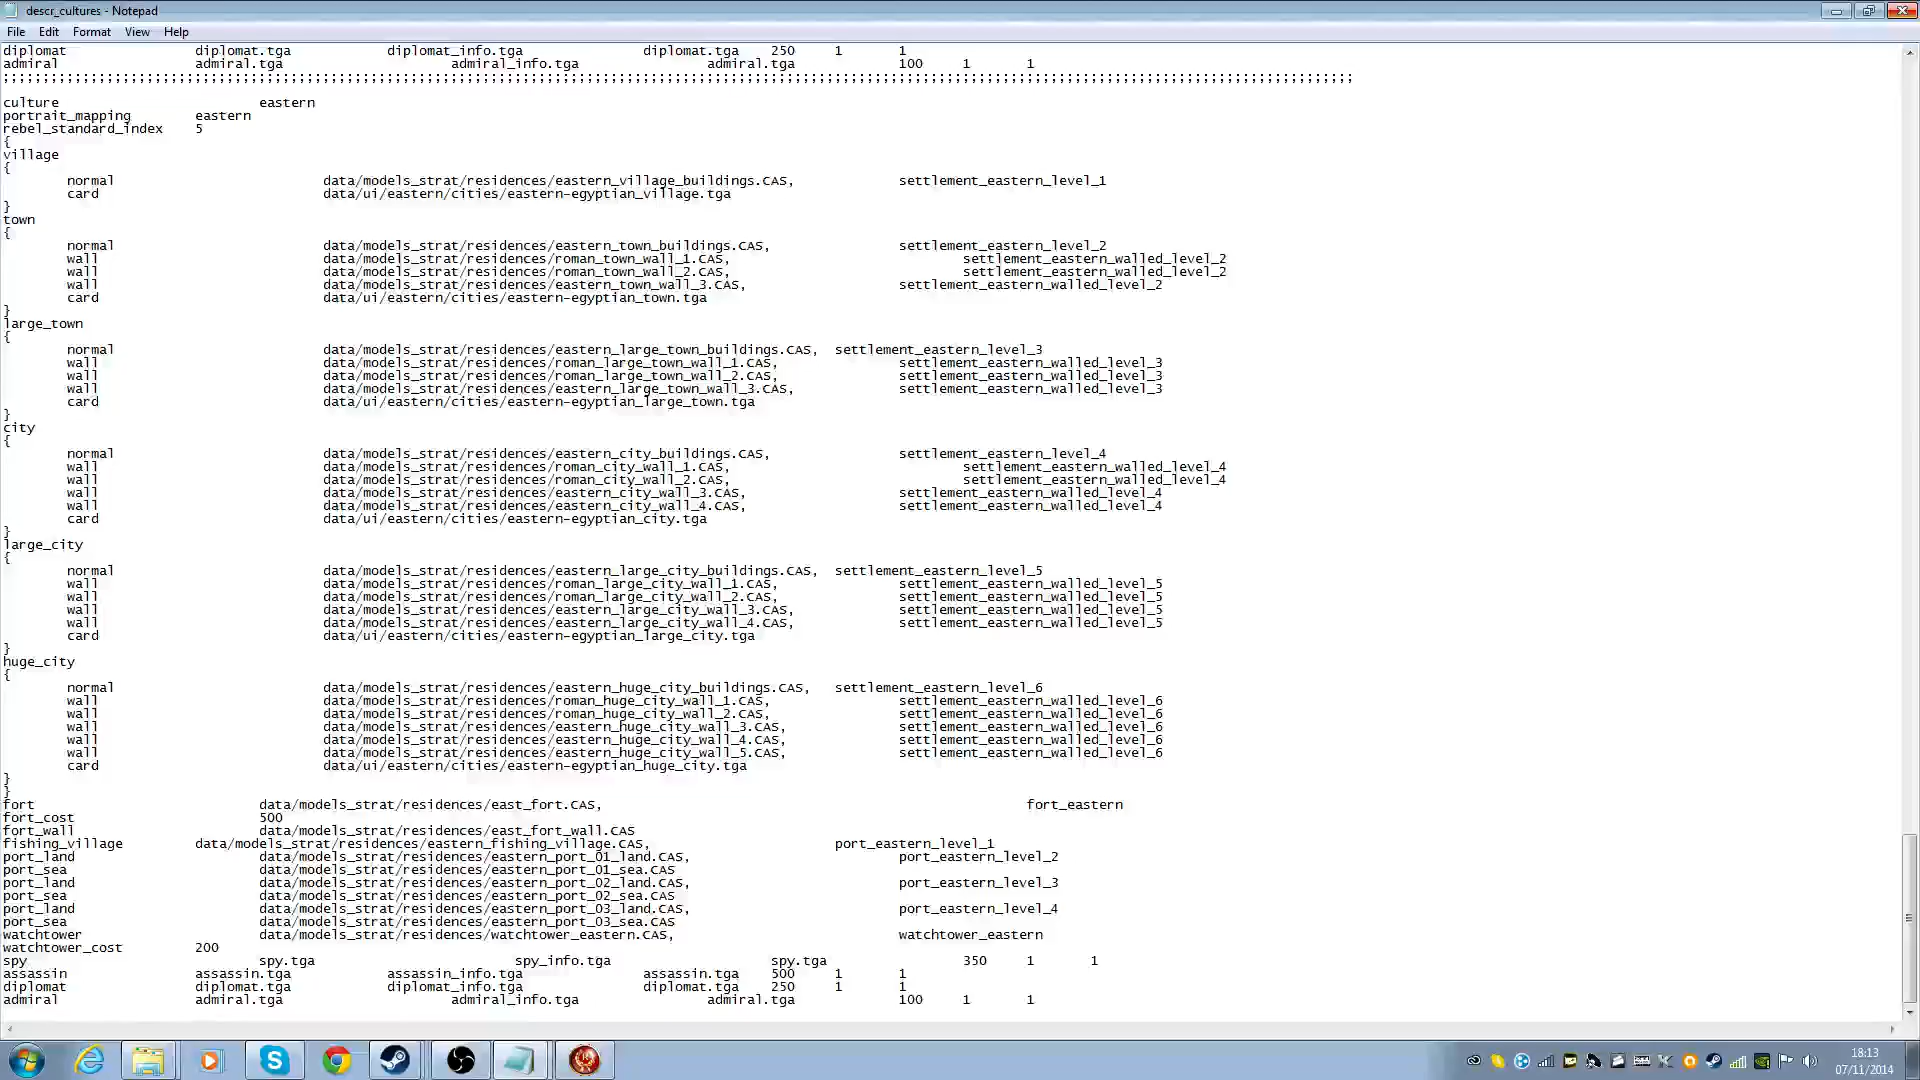 descr_cultures - Notepad
File Edit Format View Help
diplomat diplomat.tga diplomat_info.tga diplomat.tga 250 1 1
admiral admiral.tga admiral_info.tga admiral.tga 100 1 1
;;;;;;;;;;;;;;;;;;;;;;;;;;;;;;;;;;;;;;;;;;;;;;;;;;;;;;;;;;;;;;;;;;;;;;;;;;;;;;;;;;;;;;;;;;;;;;;;;;;;;;;;;;;;;;;;;;;;;;;;;;;;;;;;;;;;;;;;;;;;;;;;;;;;;;;;;;;;;;;;;;;;;;;;;
culture eastern
portrait_mapping eastern
rebel_standard_index 5
{
village
{
normal data/models_strat/residences/eastern_village_buildings.CAS, settlement_eastern_level_1
card data/ui/eastern/cities/eastern-egyptian_village.tga
}
town
{
normal data/models_strat/residences/eastern_town_buildings.CAS, settlement_eastern_level_2
wall data/models_strat/residences/roman_town_wall_1.CAS, settlement_eastern_walled_level_2
wall data/models_strat/residences/roman_town_wall_2.CAS, settlement_eastern_walled_level_2
wall data/models_strat/residences/eastern_town_wall_3.CAS, settlement_eastern_walled_level_2
card data/ui/eastern/cities/eastern-egyptian_town.tga
}
large_town
{
normal data/models_strat/residences/eastern_large_town_buildings.CAS, settlement_eastern_level_3
wall data/models_strat/residences/roman_large_town_wall_1.CAS, settlement_eastern_walled_level_3
wall data/models_strat/residences/roman_large_town_wall_2.CAS, settlement_eastern_walled_level_3
wall data/models_strat/residences/eastern_large_town_wall_3.CAS, settlement_eastern_walled_level_3
card data/ui/eastern/cities/eastern-egyptian_large_town.tga
}
city
{
normal data/models_strat/residences/eastern_city_buildings.CAS, settlement_eastern_level_4
wall data/models_strat/residences/roman_city_wall_1.CAS, settlement_eastern_walled_level_4
wall data/models_strat/residences/roman_city_wall_2.CAS, settlement_eastern_walled_level_4
wall data/models_strat/residences/eastern_city_wall_3.CAS, settlement_eastern_walled_level_4
wall data/models_strat/residences/eastern_city_wall_4.CAS, settlement_eastern_walled_level_4
card data/ui/eastern/cities/eastern-egyptian_city.tga
}
large_city
{
normal data/models_strat/residences/eastern_large_city_buildings.CAS, settlement_eastern_level_5
wall data/models_strat/residences/roman_large_city_wall_1.CAS, settlement_eastern_walled_level_5
wall data/models_strat/residences/roman_large_city_wall_2.CAS, settlement_eastern_walled_level_5
wall data/models_strat/residences/eastern_large_city_wall_3.CAS, settlement_eastern_walled_level_5
wall data/models_strat/residences/eastern_large_city_wall_4.CAS, settlement_eastern_walled_level_5
card data/ui/eastern/cities/eastern-egyptian_large_city.tga
}
huge_city
{
normal data/models_strat/residences/eastern_huge_city_buildings.CAS, settlement_eastern_level_6
wall data/models_strat/residences/roman_huge_city_wall_1.CAS, settlement_eastern_walled_level_6
wall data/models_strat/residences/roman_huge_city_wall_2.CAS, settlement_eastern_walled_level_6
wall data/models_strat/residences/eastern_huge_city_wall_3.CAS, settlement_eastern_walled_level_6
wall data/models_strat/residences/eastern_huge_city_wall_4.CAS, settlement_eastern_walled_level_6
wall data/models_strat/residences/eastern_huge_city_wall_5.CAS, settlement_eastern_walled_level_6
card data/ui/eastern/cities/eastern-egyptian_huge_city.tga
}
}
fort data/models_strat/residences/east_fort.CAS, fort_eastern
fort_cost 500
fort_wall data/models_strat/residences/east_fort_wall.CAS
fishing_village data/models_strat/residences/eastern_fishing_village.CAS, port_eastern_level_1
port_land data/models_strat/residences/eastern_port_01_land.CAS, port_eastern_level_2
port_sea data/models_strat/residences/eastern_port_01_sea.CAS
port_land data/models_strat/residences/eastern_port_02_land.CAS, port_eastern_level_3
port_sea data/models_strat/residences/eastern_port_02_sea.CAS
port_land data/models_strat/residences/eastern_port_03_land.CAS, port_eastern_level_4
port_sea data/models_strat/residences/eastern_port_03_sea.CAS
watchtower data/models_strat/residences/watchtower_eastern.CAS, watchtower_eastern
watchtower_cost 200
spy spy.tga spy_info.tga spy.tga 350 1 1
assassin assassin.tga assassin_info.tga assassin.tga 500 1 1
diplomat diplomat.tga diplomat_info.tga diplomat.tga 250 1 1
admiral admiral.tga admiral_info.tga admiral.tga 100 1 1
18:13
07/11/2014